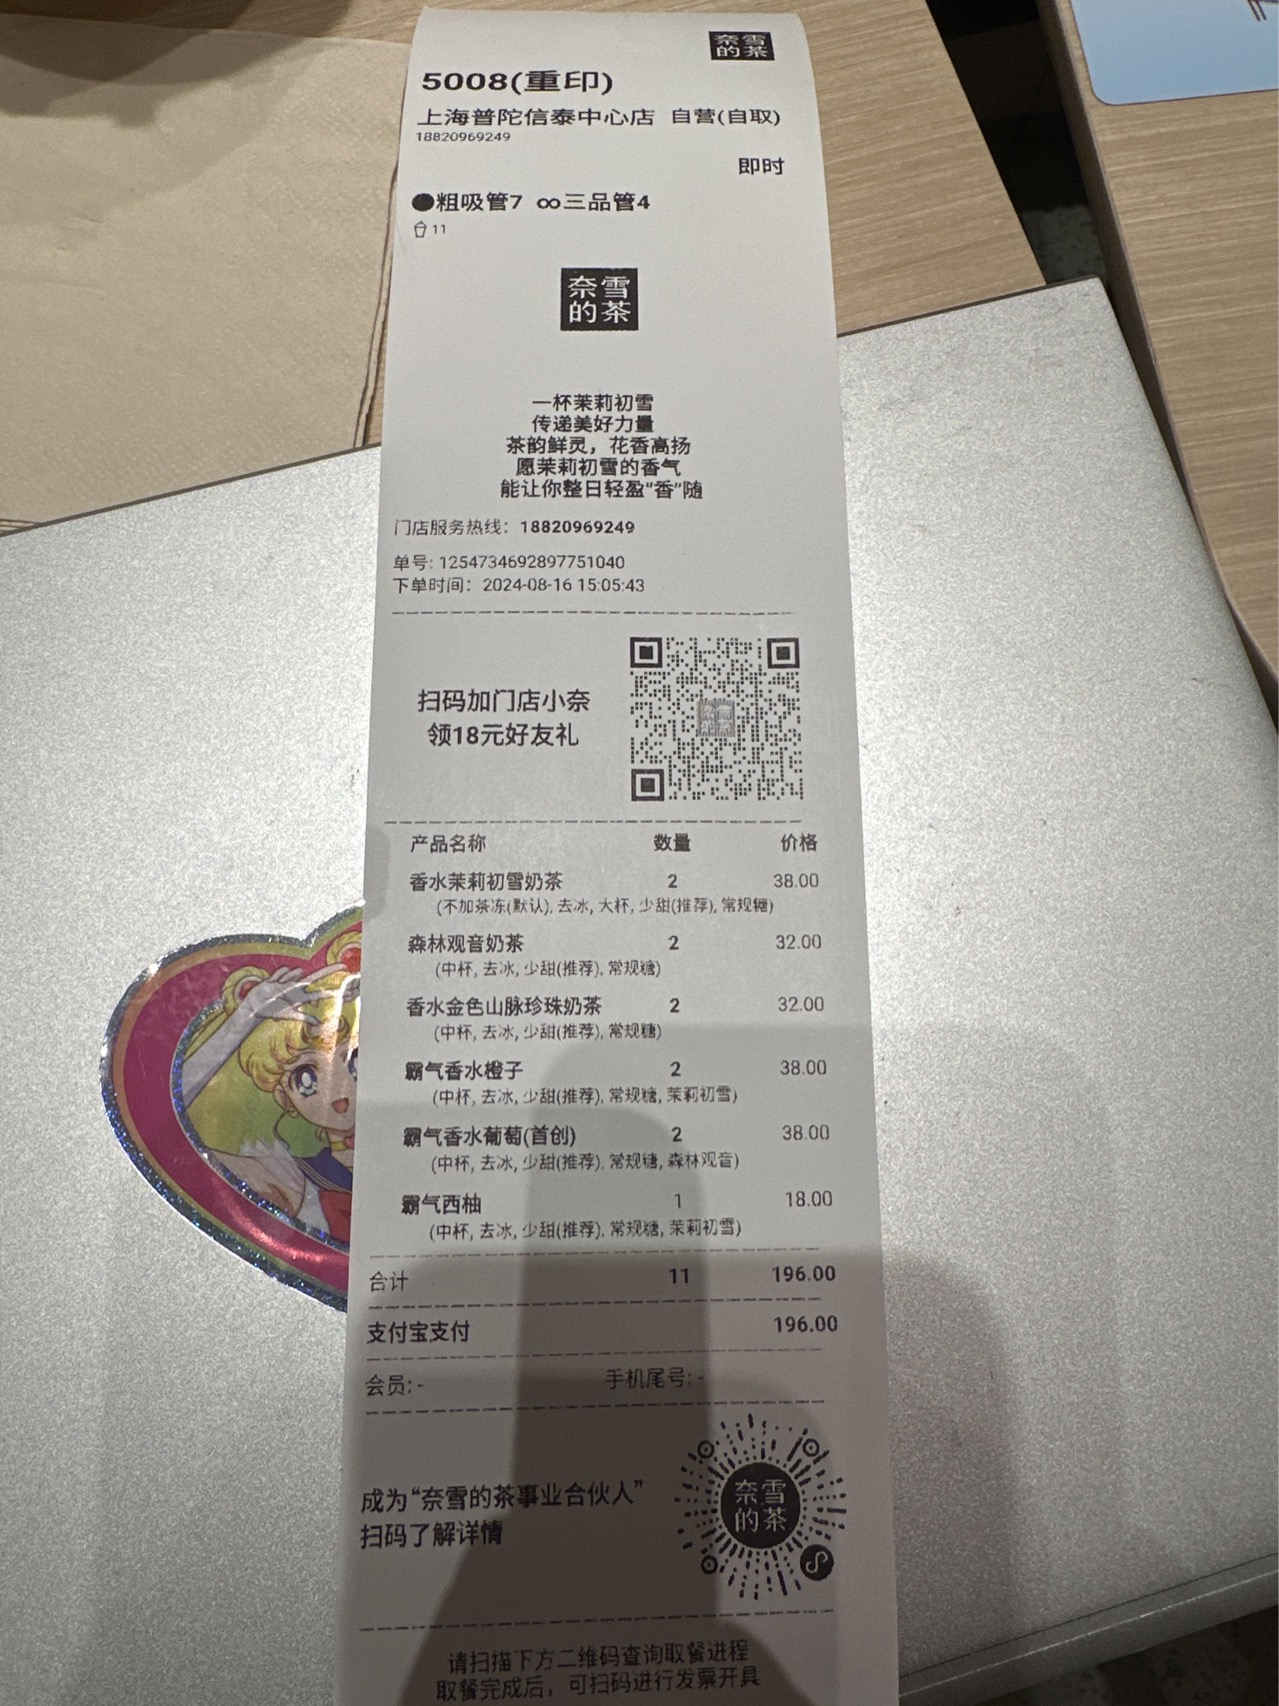 奈雪
的茶
5008(重印)
上海普陀信泰中心店 自营(自取)
18820969249
即时
●粗吸管7 ∞三品管4
11
奈雪
的茶
一杯茉莉初雪
传递美好力量
茶韵鲜灵，花香高扬
愿茉莉初雪的香气
能让你整日轻盈“香”随
门店服务热线：18820969249
单号: 1254734692897751040
下单时间：2024-08-16 15:05:43
扫码加门店小奈
领18元好友礼
产品名称 数量 价格
香水茉莉初雪奶茶 2 38.00
(不加茶冻(默认), 去冰, 大杯, 少甜(推荐), 常规糖)
森林观音奶茶 2 32.00
(中杯, 去冰, 少甜(推荐), 常规糖)
香水金色山脉珍珠奶茶 2 32.00
(中杯, 去冰, 少甜(推荐), 常规糖)
霸气香水橙子 2 38.00
(中杯, 去冰, 少甜(推荐), 常规糖, 茉莉初雪)
霸气香水葡萄(首创) 2 38.00
(中杯, 去冰, 少甜(推荐), 常规糖, 森林观音)
霸气西柚 1 18.00
(中杯, 去冰, 少甜(推荐), 常规糖, 茉莉初雪)
合计 11 196.00
支付宝支付 196.00
会员: - 手机尾号: -
成为“奈雪的茶事业合伙人”
扫码了解详情
奈雪
的茶
请扫描下方二维码查询取餐进程
取餐完成后，可扫码进行发票开具